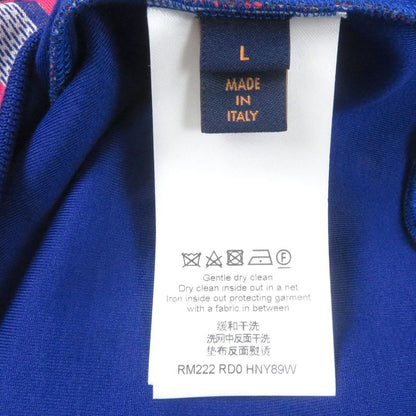 L
MADE
IN
ITALY
F
Gentle dry clean
Dry clean inside out in a net
Iron inside out protecting garment
with a fabric in between
缓和干洗
洗网中反面干洗
垫布反面熨烫
RM222 RD0 HNY89W